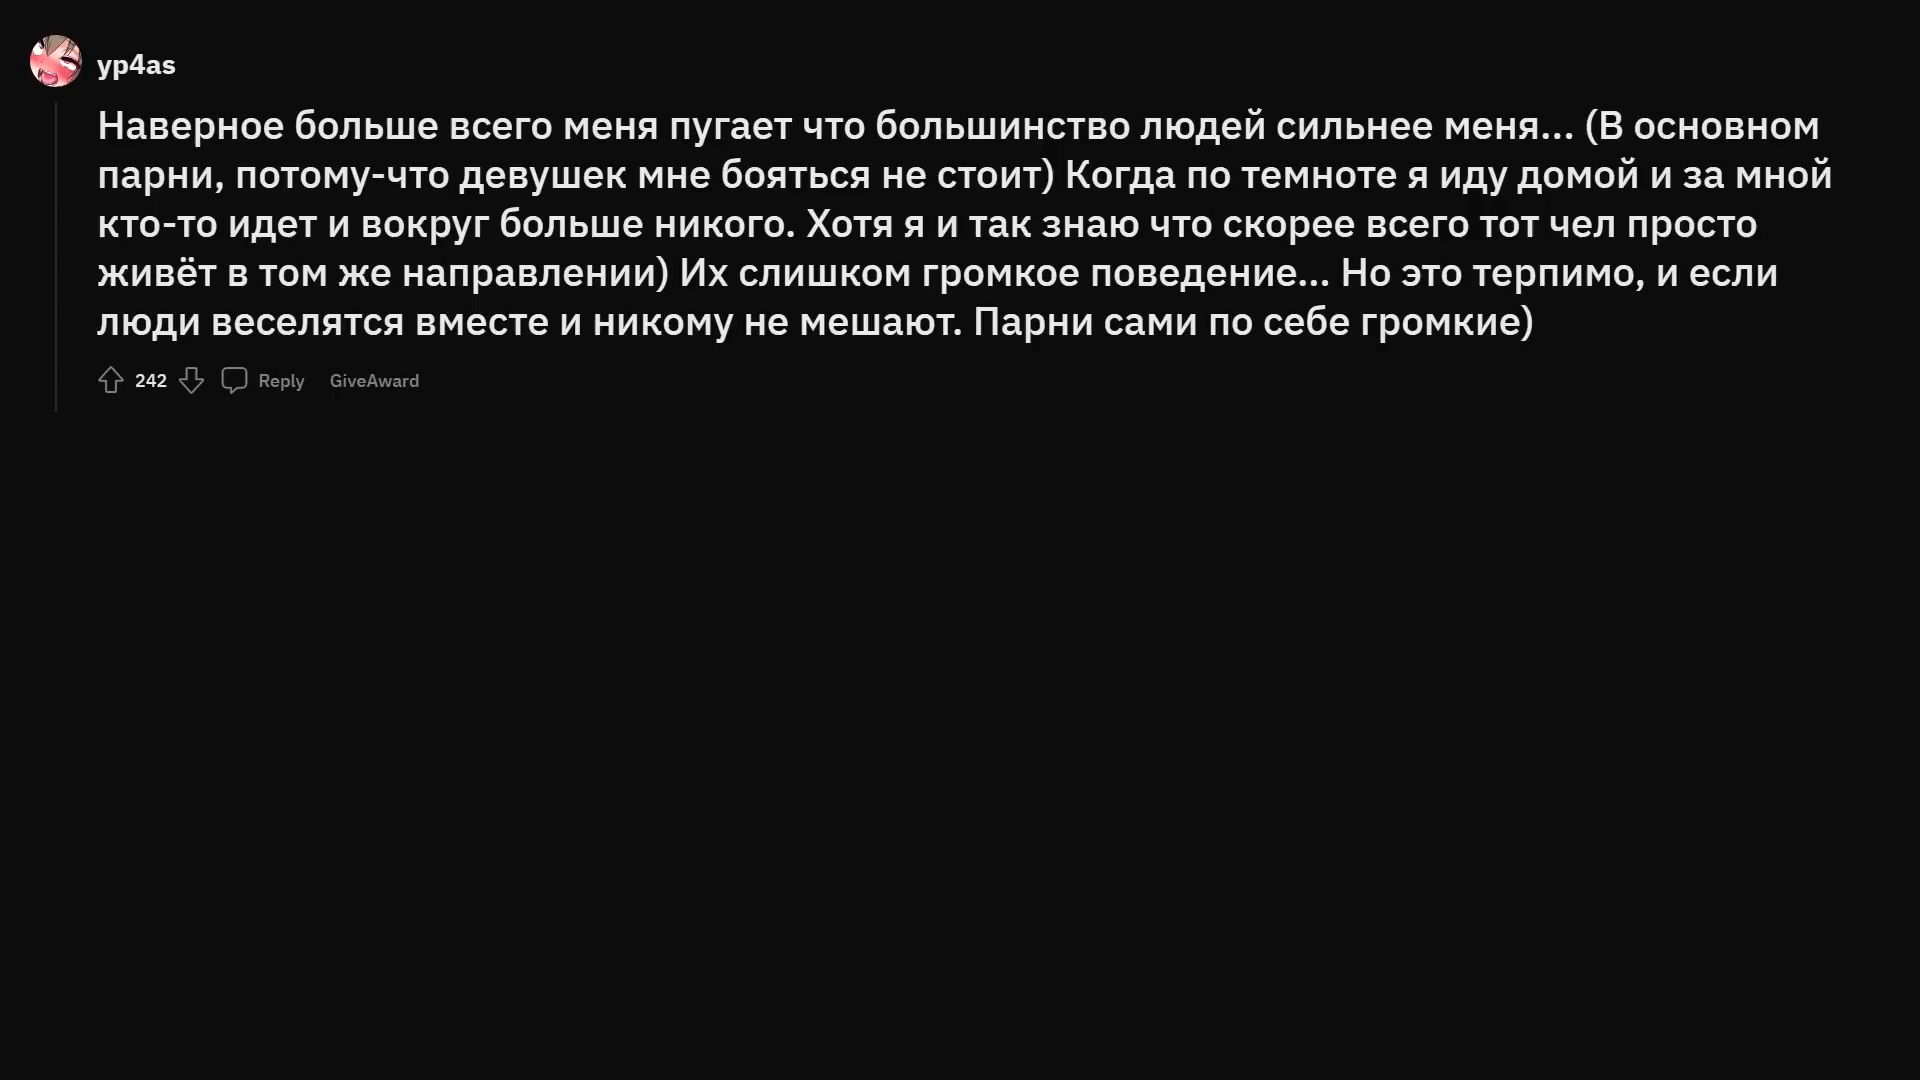 yp4as
Наверное больше всего меня пугает что большинство людей сильнее меня... (В основном
парни, потому-что девушек мне бояться не стоит) Когда по темноте я иду домой и за мной
кто-то идет и вокруг больше никого. Хотя я и так знаю что скорее всего тот чел просто
живёт в том же направлении) Их слишком громкое поведение... Но это терпимо, и если
люди веселятся вместе и никому не мешают. Парни сами по себе громкие)
242 Reply GiveAward